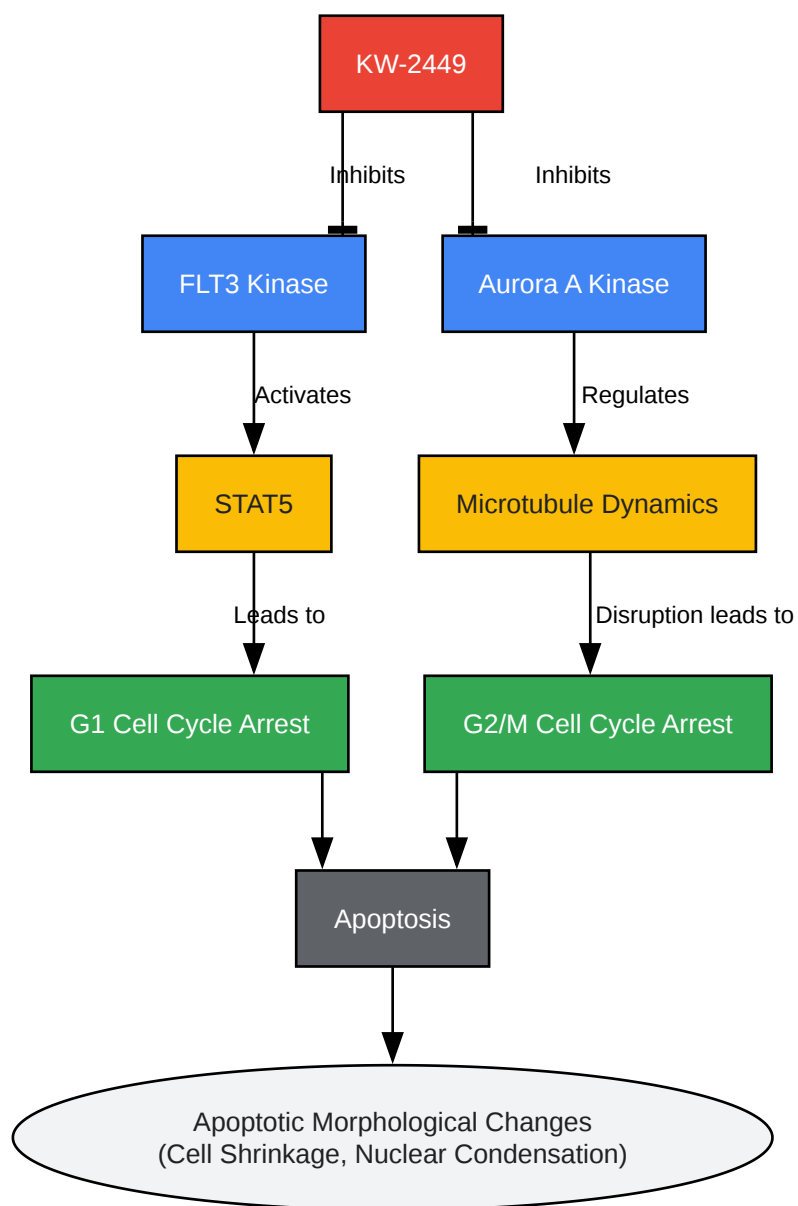 KW-2449
Inhibits
Inhibits
FLT3 Kinase
Aurora A Kinase
Activates
Regulates
STAT5
Microtubule Dynamics
Leads to
Disruption leads to
G1 Cell Cycle Arrest
G2/M Cell Cycle Arrest
Apoptosis
Apoptotic Morphological Changes
(Cell Shrinkage, Nuclear Condensation)